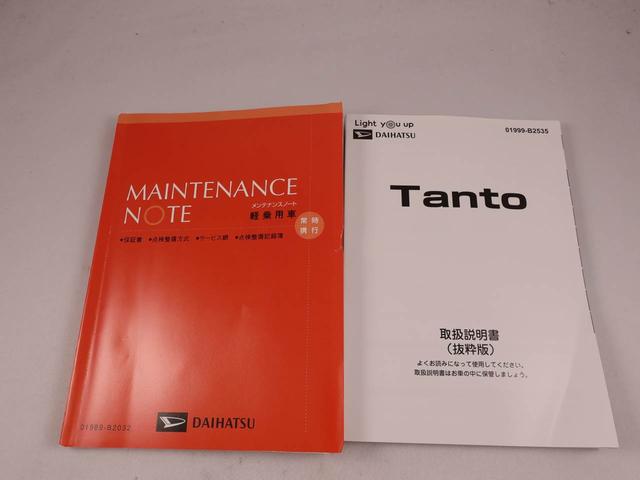 MAINTENANCE
NOTE
メンテナンスノート
軽乗用車
常時
携行
●保証書 ●点検整備方式 ●サービス網 ●点検整備記録簿
DAIHATSU
01999-B2032
Light you up
DAIHATSU
01999-B2535
Tanto
取扱説明書
(抜粋版)
よくお読みになって使用してください。
取扱説明書はお車の中に保管しましょう。